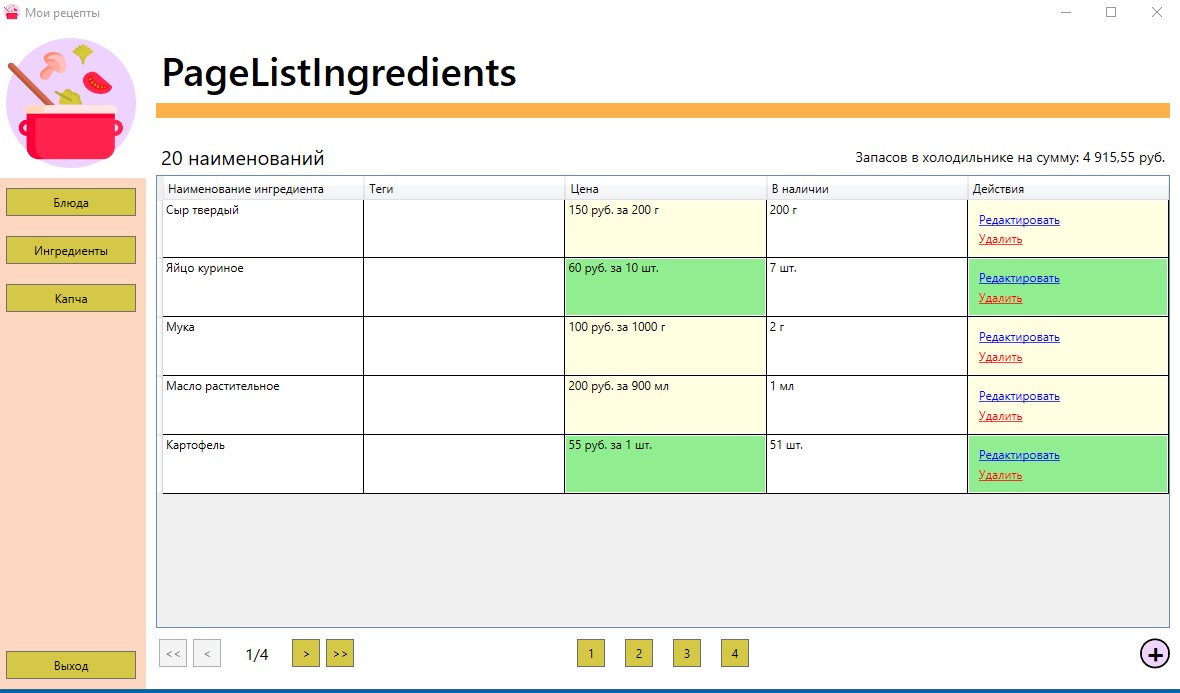 Мои рецепты
PageListIngredients
20 наименований
Запасов в холодильнике на сумму: 4 915,55 руб.
Блюда
Ингредиенты
Капча
Выход
Наименование ингредиента Теги Цена В наличии Действия
Сыр твердый 150 руб. за 200 г 200 г Редактировать
Удалить
Яйцо куриное 60 руб. за 10 шт. 7 шт. Редактировать
Удалить
Мука 100 руб. за 1000 г 2 г Редактировать
Удалить
Масло растительное 200 руб. за 900 мл 1 мл Редактировать
Удалить
Картофель 55 руб. за 1 шт. 51 шт. Редактировать
Удалить
<< < 1/4 > >> 1 2 3 4 +